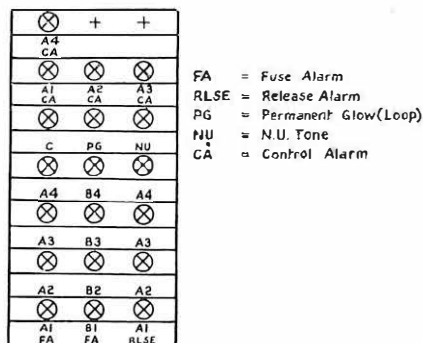 + +
A4
CA
A1 A2 A3
CA CA CA
C PG NU
A4 B4 A4
A3 B3 A3
A2 B2 A2
A1 B1 A1
FA FA RLSE
FA = Fuse Alarm
RLSE = Release Alarm
PG = Permanent Glow(Loop)
NU = N.U. Tone
CA = Control Alarm